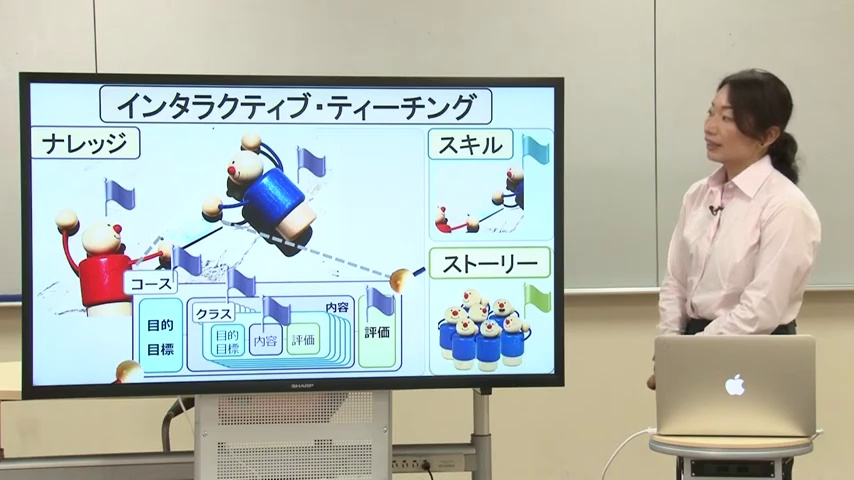 インタラクティブ・ティーチング
ナレッジ
スキル
ストーリー
コース
目的
目標
クラス
内容
目的
目標
内容
評価
評価
SHARP